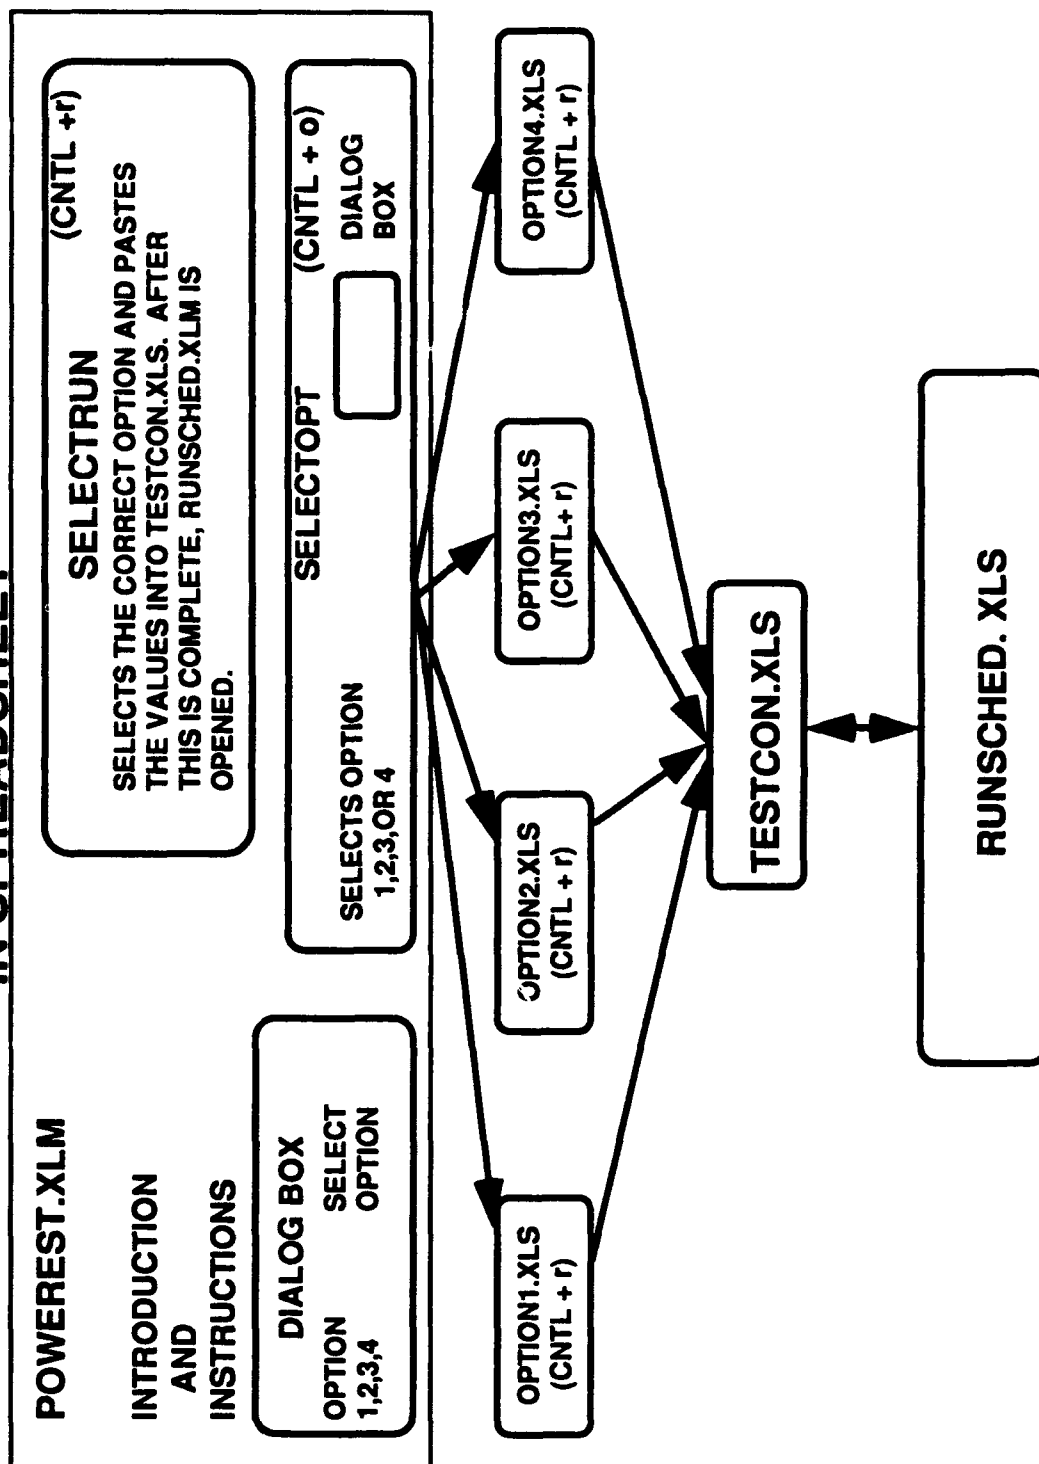 POWEREST.XLM
INTRODUCTION
AND
INSTRUCTIONS
DIALOG BOX
OPTION SELECT
1,2,3,4 OPTION
SELECTRUN (CNTL +r)
SELECTS THE CORRECT OPTION AND PASTES
THE VALUES INTO TESTCON.XLS. AFTER
THIS IS COMPLETE, RUNSCHED.XLM IS
OPENED.
SELECTOPT (CNTL + o)
SELECTS OPTION
1,2,3,OR 4
DIALOG
BOX
OPTION1.XLS
(CNTL + r)
OPTION2.XLS
(CNTL + r)
OPTION3.XLS
(CNTL+ r)
OPTION4.XLS
(CNTL + r)
TESTCON.XLS
RUNSCHED. XLS